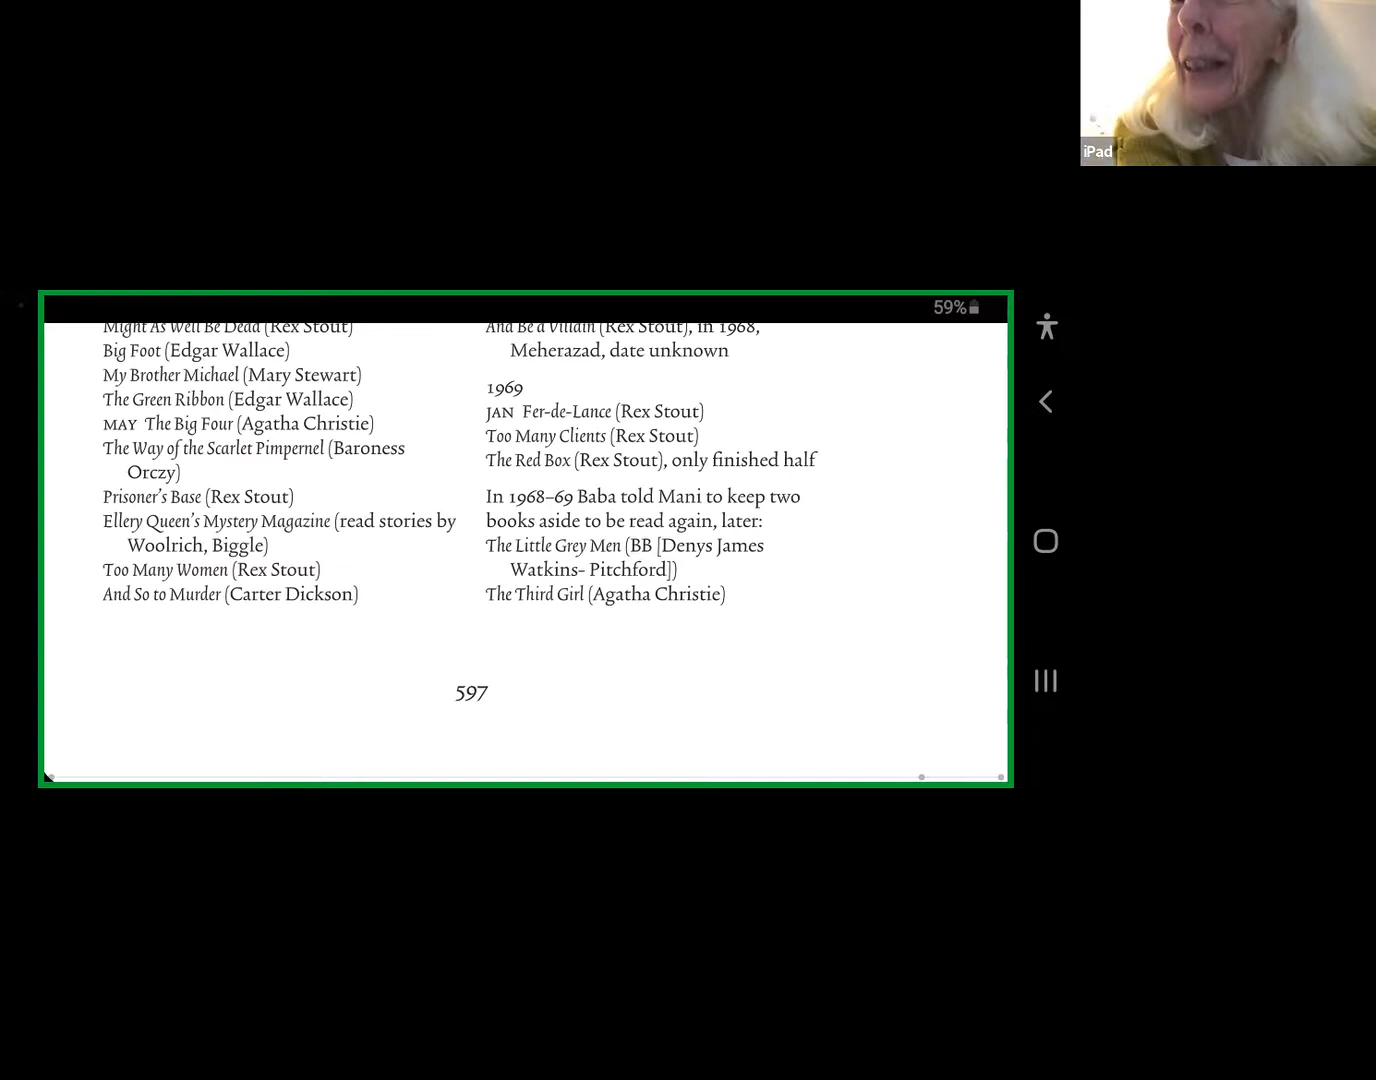 iPad
59%
Might As Well Be Dead (Rex Stout)
Big Foot (Edgar Wallace)
My Brother Michael (Mary Stewart)
The Green Ribbon (Edgar Wallace)
MAY The Big Four (Agatha Christie)
The Way of the Scarlet Pimpernel (Baroness
Orczy)
Prisoner's Base (Rex Stout)
Ellery Queen's Mystery Magazine (read stories by
Woolrich, Biggle)
Too Many Women (Rex Stout)
And So to Murder (Carter Dickson)
And Be a Villain (Rex Stout), in 1968,
Meherazad, date unknown
1969
JAN Fer-de-Lance (Rex Stout)
Too Many Clients (Rex Stout)
The Red Box (Rex Stout), only finished half
In 1968–69 Baba told Mani to keep two
books aside to be read again, later:
The Little Grey Men (BB [Denys James
Watkins- Pitchford])
The Third Girl (Agatha Christie)
597